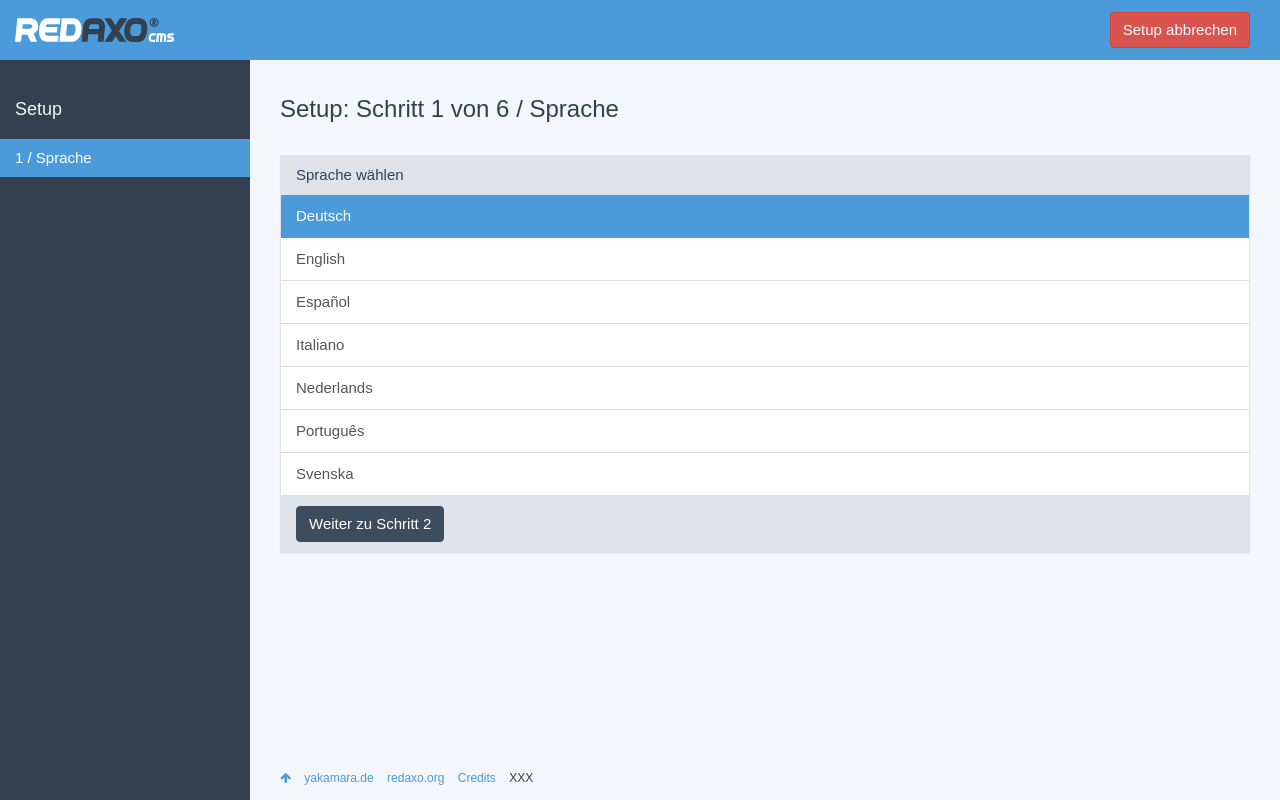 REDAXO® cms
Setup abbrechen
Setup
1 / Sprache
Setup: Schritt 1 von 6 / Sprache
Sprache wählen
Deutsch
English
Español
Italiano
Nederlands
Português
Svenska
Weiter zu Schritt 2
yakamara.de redaxo.org Credits XXX